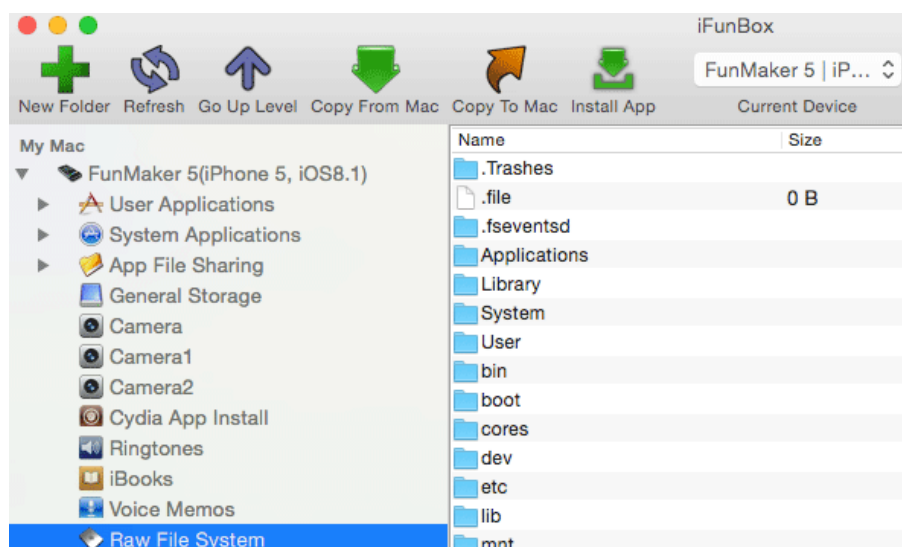 iFunBox
FunMaker 5 | iP...
New Folder Refresh Go Up Level Copy From Mac Copy To Mac Install App Current Device
My Mac
FunMaker 5(iPhone 5, iOS8.1)
User Applications
System Applications
App File Sharing
General Storage
Camera
Camera1
Camera2
Cydia App Install
Ringtones
iBooks
Voice Memos
Raw File System
Name Size
.Trashes
.file 0 B
.fseventsd
Applications
Library
System
User
bin
boot
cores
dev
etc
lib
mnt